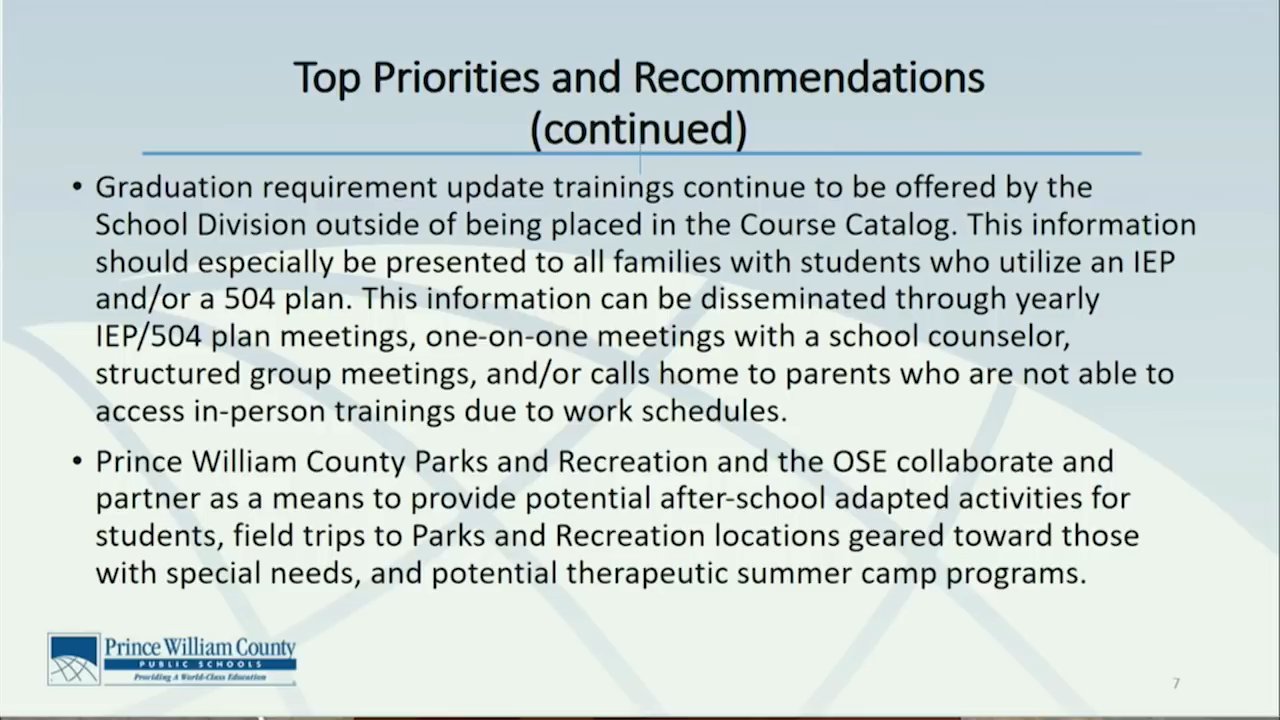 Top Priorities and Recommendations
(continued)
• Graduation requirement update trainings continue to be offered by the
School Division outside of being placed in the Course Catalog. This information
should especially be presented to all families with students who utilize an IEP
and/or a 504 plan. This information can be disseminated through yearly
IEP/504 plan meetings, one-on-one meetings with a school counselor,
structured group meetings, and/or calls home to parents who are not able to
access in-person trainings due to work schedules.
• Prince William County Parks and Recreation and the OSE collaborate and
partner as a means to provide potential after-school adapted activities for
students, field trips to Parks and Recreation locations geared toward those
with special needs, and potential therapeutic summer camp programs.
Prince William County
PUBLIC SCHOOLS
Providing A World-Class Education
7